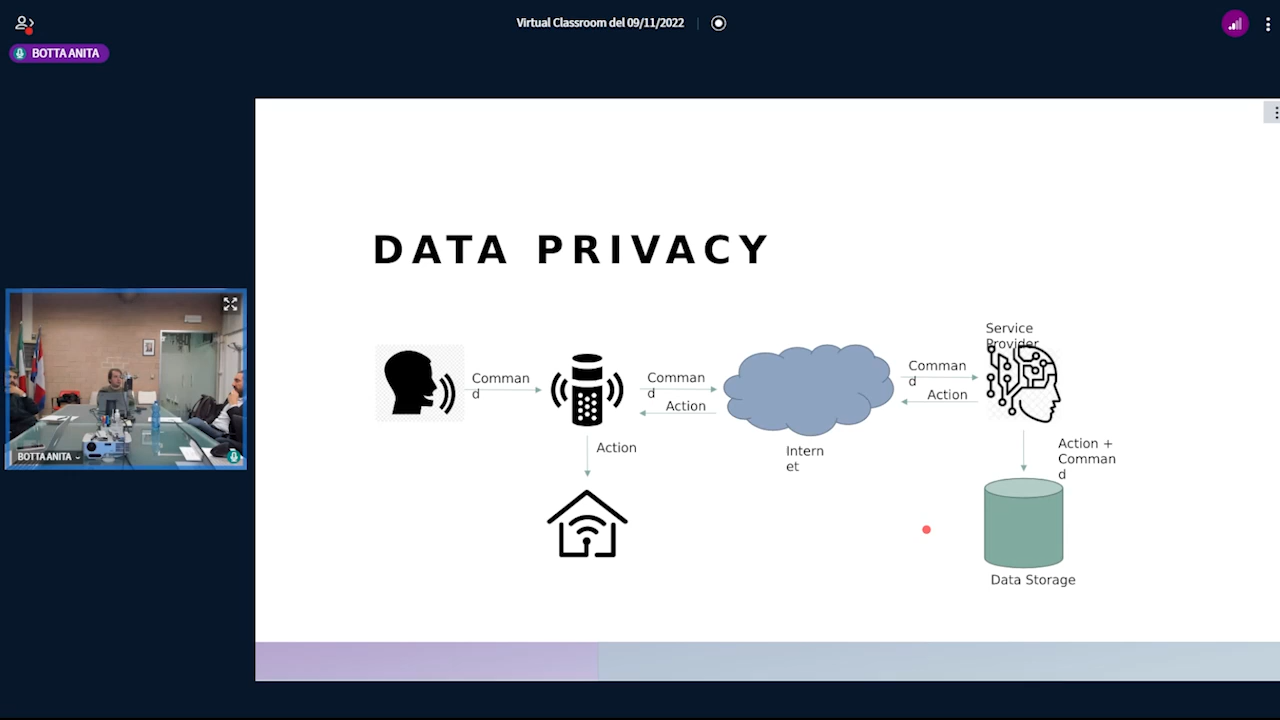 Virtual Classroom del 09/11/2022
BOTTA ANITA
DATA PRIVACY
Comman
d
Comman
d
Action
Action
Intern
et
Comman
d
Action
Service
Provider
Action +
Comman
d
Data Storage
BOTTA ANITA